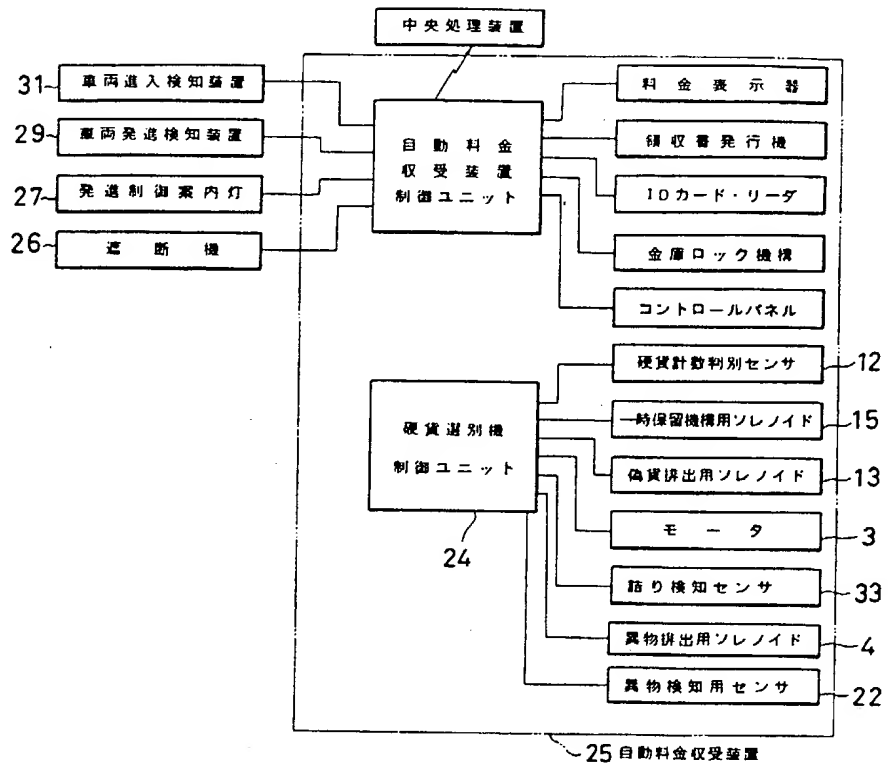 中央処理装置
31 車両進入検知装置
29 車両発進検知装置
27 発進制御案内灯
26 遮断機
自動料金
収受装置
制御ユニット
料金表示器
領収書発行機
IDカード・リーダ
金庫ロック機構
コントロールパネル
硬貨選別機
制御ユニット
24
硬貨計数判別センサ 12
一時保留機構用ソレノイド 15
偽貨排出用ソレノイド 13
モータ 3
詰り検知センサ 33
異物排出用ソレノイド 4
異物検知用センサ 22
25 自動料金収受装置